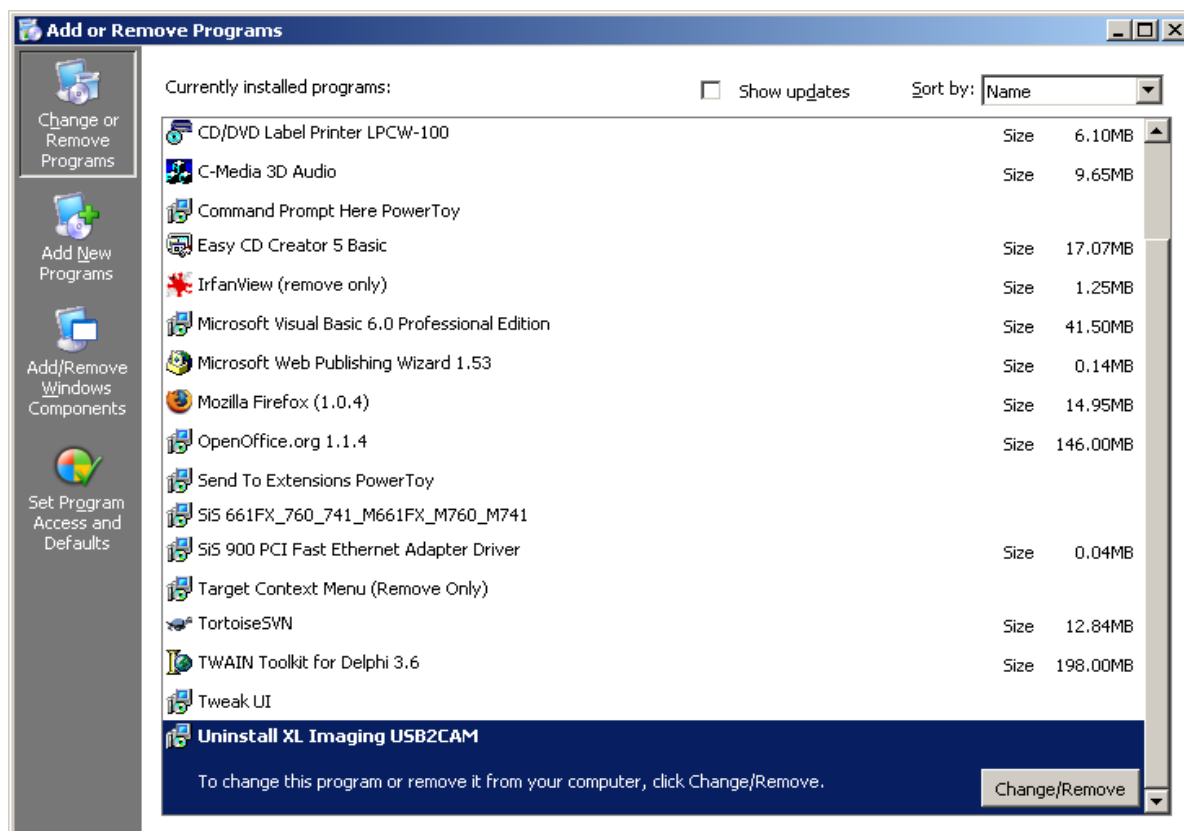 Add or Remove Programs
Change or
Remove
Programs
Add New
Programs
Add/Remove
Windows
Components
Set Program
Access and
Defaults
Currently installed programs:
Show updates
Sort by: Name
CD/DVD Label Printer LPCW-100 Size 6.10MB
C-Media 3D Audio Size 9.65MB
Command Prompt Here PowerToy
Easy CD Creator 5 Basic Size 17.07MB
IrfanView (remove only) Size 1.25MB
Microsoft Visual Basic 6.0 Professional Edition Size 41.50MB
Microsoft Web Publishing Wizard 1.53 Size 0.14MB
Mozilla Firefox (1.0.4) Size 14.95MB
OpenOffice.org 1.1.4 Size 146.00MB
Send To Extensions PowerToy
SiS 661FX_760_741_M661FX_M760_M741
SiS 900 PCI Fast Ethernet Adapter Driver Size 0.04MB
Target Context Menu (Remove Only)
TortoiseSVN Size 12.84MB
TWAIN Toolkit for Delphi 3.6 Size 198.00MB
Tweak UI
Uninstall XL Imaging USB2CAM
To change this program or remove it from your computer, click Change/Remove.
Change/Remove